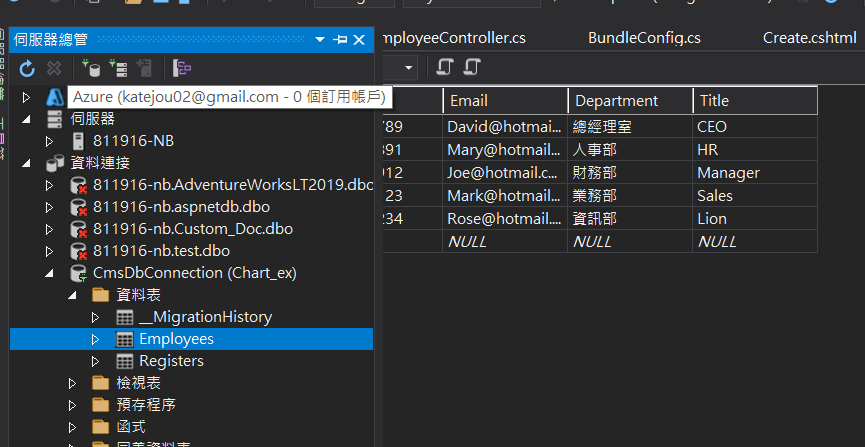 伺服器總管
mployeeController.cs BundleConfig.cs Create.cshtml
Azure (katejou02@gmail.com - 0 個訂用帳戶)
伺服器
811916-NB
資料連接
811916-nb.AdventureWorksLT2019.dbo
811916-nb.aspnetdb.dbo
811916-nb.Custom_Doc.dbo
811916-nb.test.dbo
CmsDbConnection (Chart_ex)
資料表
__MigrationHistory
Employees
Registers
檢視表
預存程序
函式
Email Department Title
789 David@hotmai... 總經理室 CEO
891 Mary@hotmail.... 人事部 HR
912 Joe@hotmail.c... 財務部 Manager
123 Mark@hotmail.... 業務部 Sales
234 Rose@hotmail.... 資訊部 Lion
NULL NULL NULL